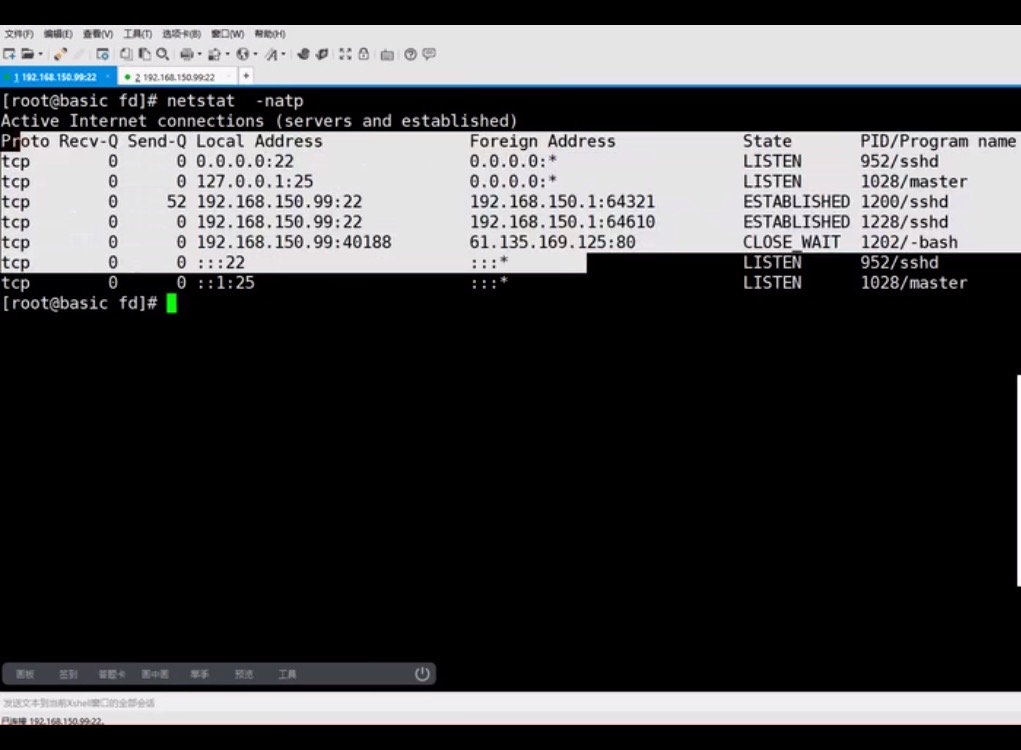 文件(F) 编辑(E) 查看(V) 工具(T) 选项卡(B) 窗口(W) 帮助(H)
1 192.168.150.99:22 × 2 192.168.150.99:22 × +
[root@basic fd]# netstat  -natp
Active Internet connections (servers and established)
Proto Recv-Q Send-Q Local Address           Foreign Address         State       PID/Program name
tcp        0      0 0.0.0.0:22              0.0.0.0:*               LISTEN      952/sshd
tcp        0      0 127.0.0.1:25            0.0.0.0:*               LISTEN      1028/master
tcp        0     52 192.168.150.99:22       192.168.150.1:64321     ESTABLISHED 1200/sshd
tcp        0      0 192.168.150.99:22       192.168.150.1:64610     ESTABLISHED 1228/sshd
tcp        0      0 192.168.150.99:40188    61.135.169.125:80       CLOSE_WAIT  1202/-bash
tcp        0      0 :::22                   :::*                    LISTEN      952/sshd
tcp        0      0 ::1:25                  :::*                    LISTEN      1028/master
[root@basic fd]#
画板 签到 答题卡 画中画 举手 预览 工具
发送文本到当前Xshell窗口的全部会话
已连接 192.168.150.99:22。